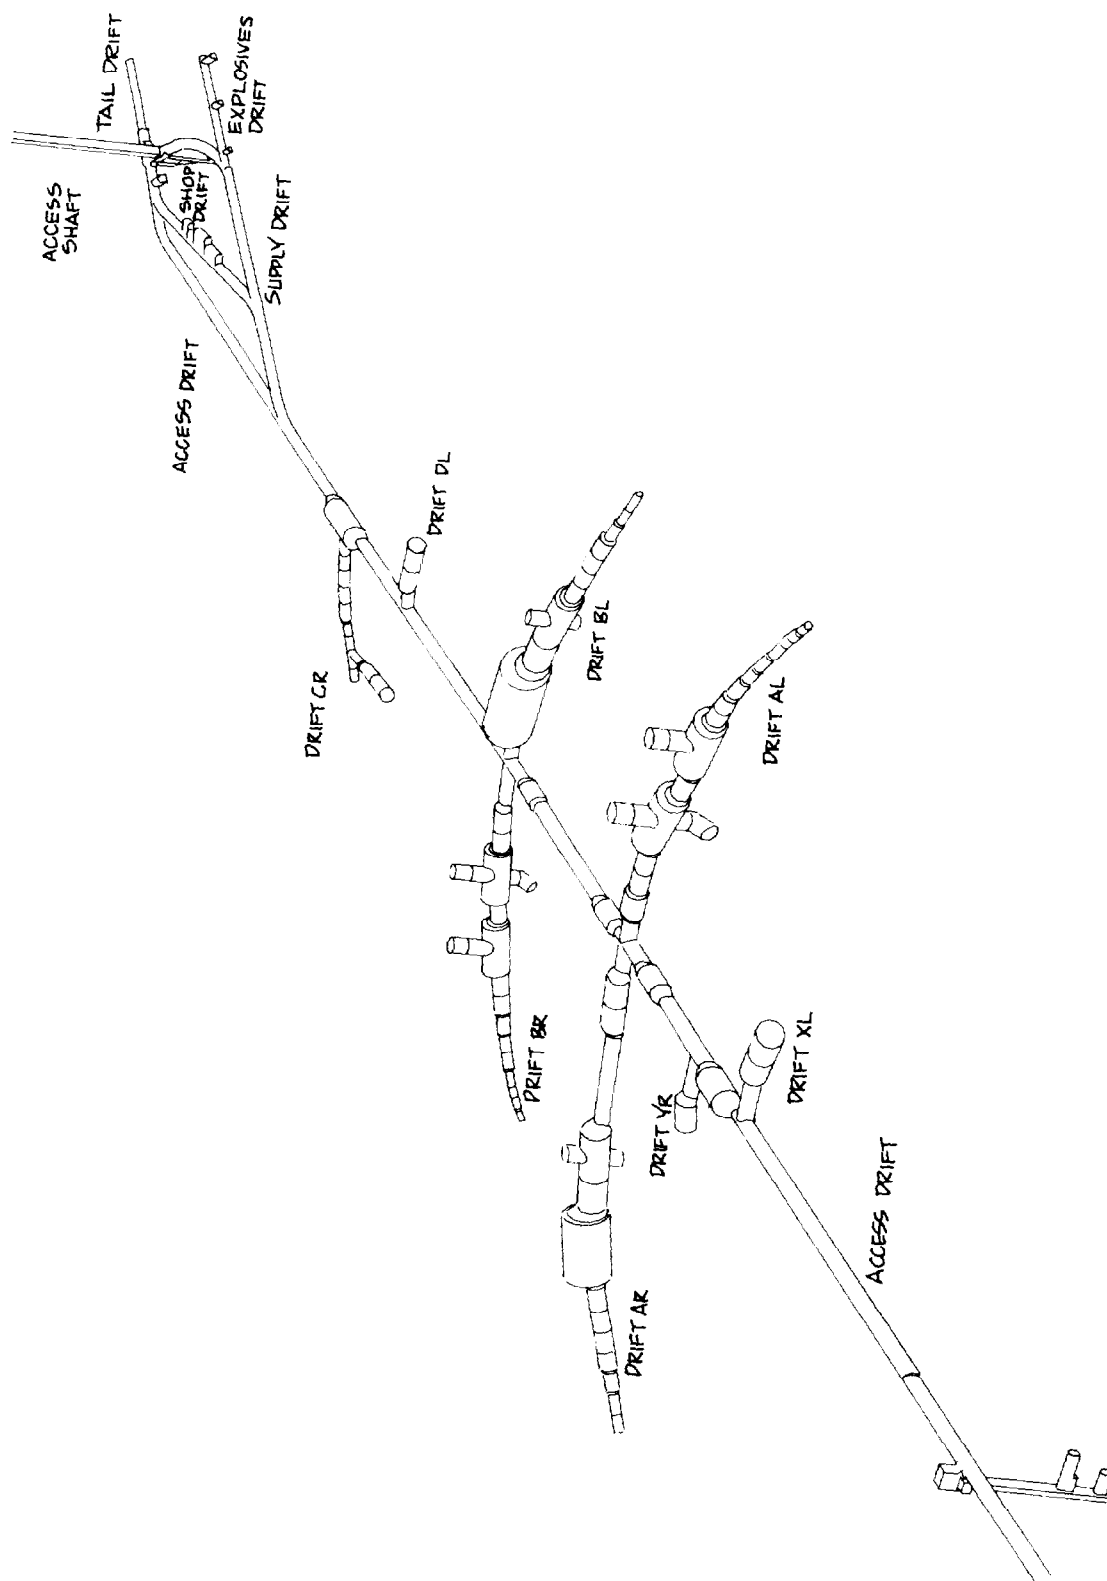 TAIL DRIFT
EXPLOSIVES
DRIFT
ACCESS
SHAFT
SHOP
DRIFT
SUPPLY DRIFT
ACCESS DRIFT
DRIFT DL
DRIFT CR
DRIFT BL
DRIFT AL
DRIFT BR
DRIFT YR
DRIFT XL
DRIFT AR
ACCESS DRIFT